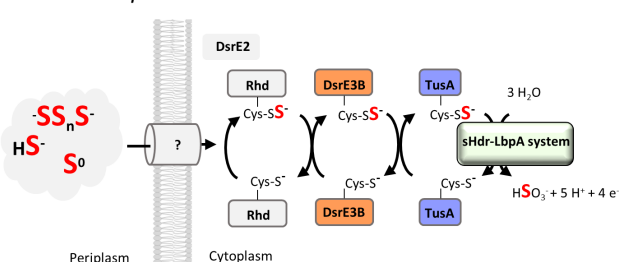 DsrE2
Rhd
DsrE3B
TusA
Cys-SS⁻
Cys-SS⁻
Cys-SS⁻
3 H₂O
⁻SSₙS⁻
HS⁻
S⁰
?
sHdr-LbpA system
Cys-S⁻
Cys-S⁻
Cys-S⁻
HSO₃⁻ + 5 H⁺ + 4 e⁻
Rhd
DsrE3B
TusA
Periplasm
Cytoplasm